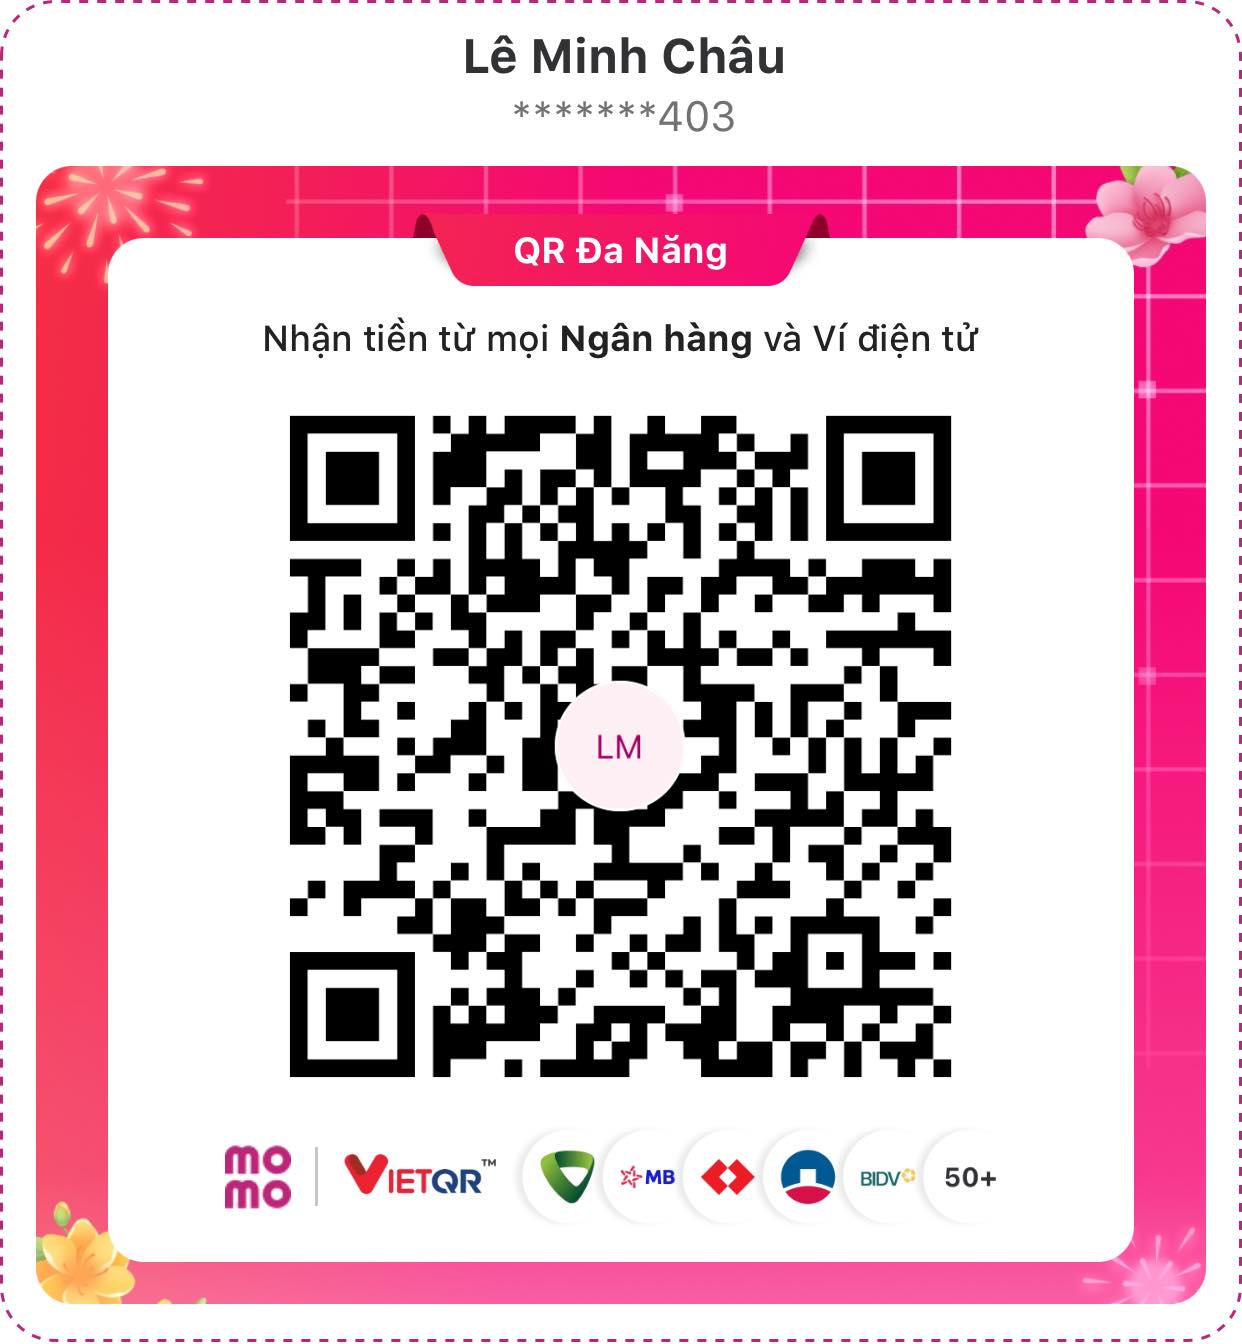 Lê Minh Châu
*******403
QR Đa Năng
Nhận tiền từ mọi Ngân hàng và Ví điện tử
LM
mo
mo
VIETQR™
MB
BIDV
50+